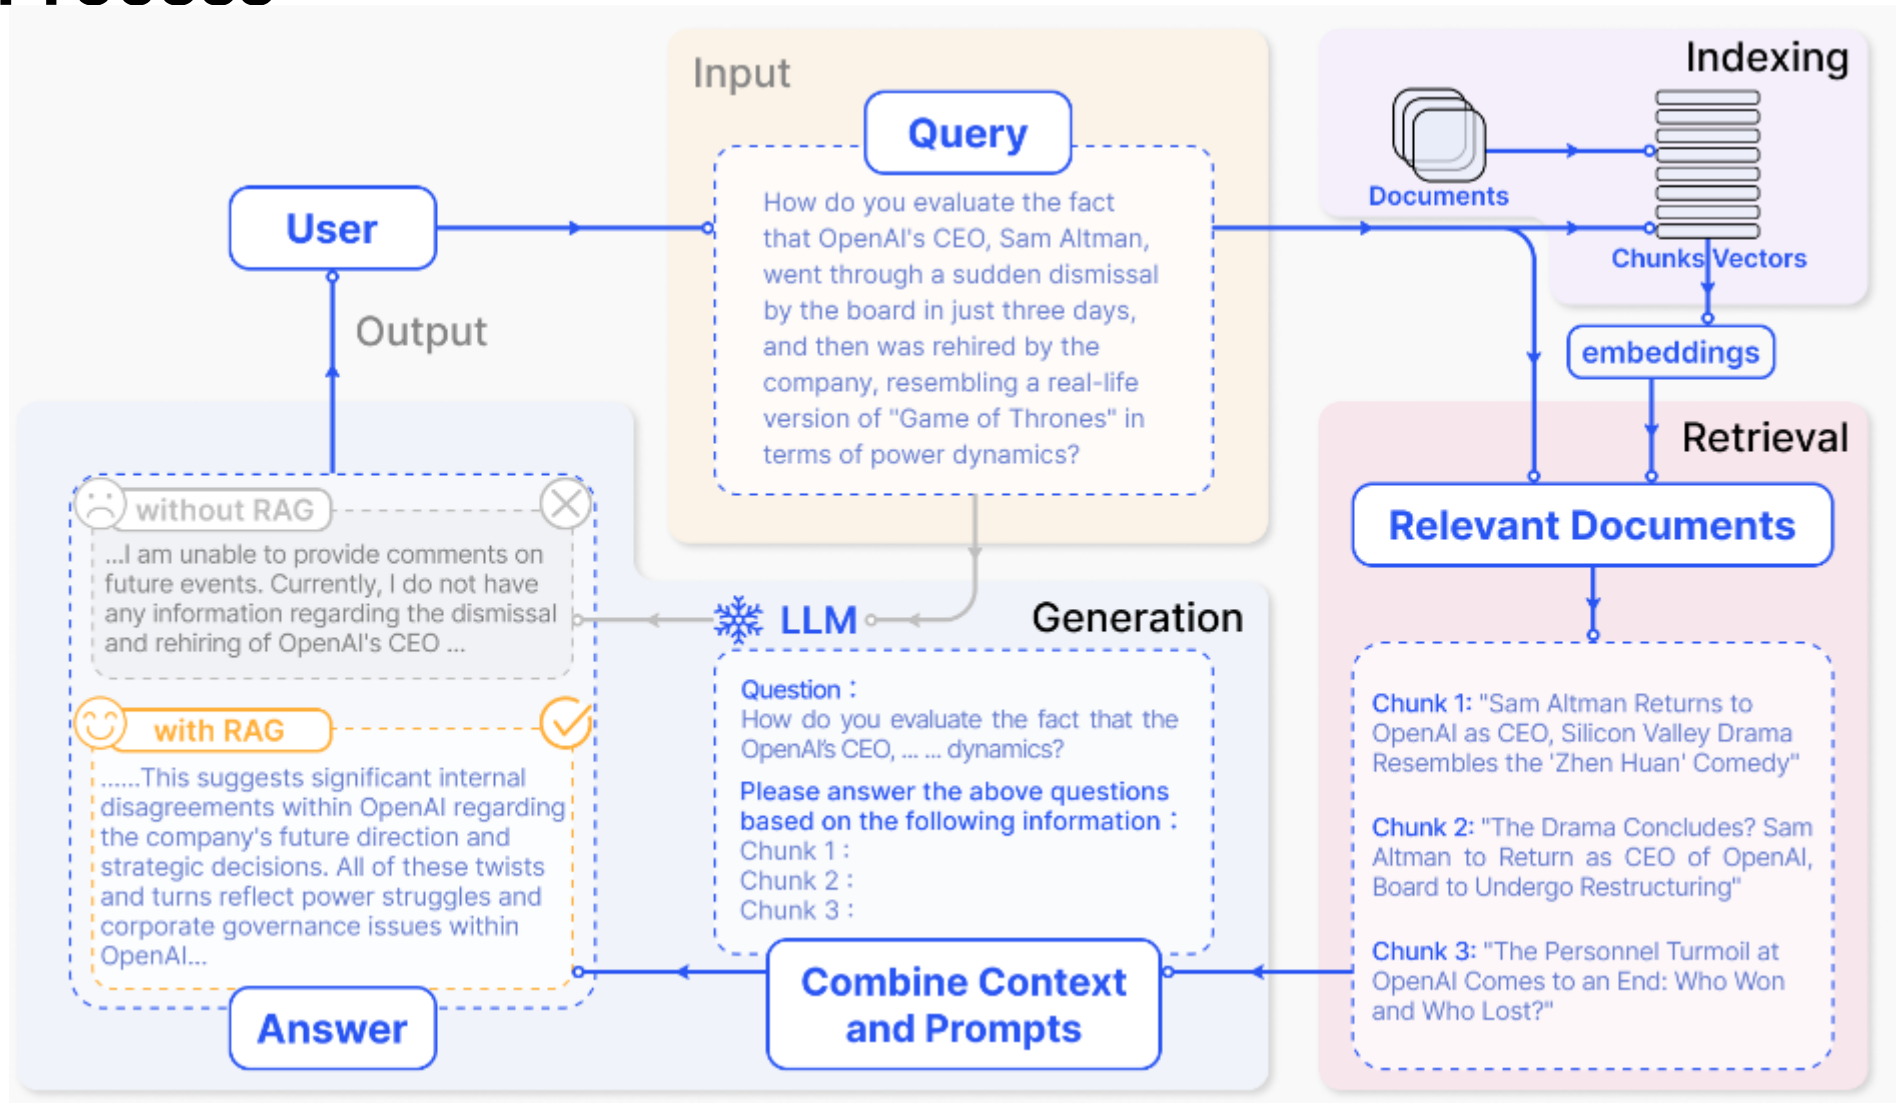 Process
Input
Query
How do you evaluate the fact
that OpenAI's CEO, Sam Altman,
went through a sudden dismissal
by the board in just three days,
and then was rehired by the
company, resembling a real-life
version of "Game of Thrones" in
terms of power dynamics?
Indexing
Documents
Chunks Vectors
embeddings
User
Output
Retrieval
Relevant Documents
Chunk 1: "Sam Altman Returns to
OpenAI as CEO, Silicon Valley Drama
Resembles the 'Zhen Huan' Comedy"
Chunk 2: "The Drama Concludes? Sam
Altman to Return as CEO of OpenAI,
Board to Undergo Restructuring"
Chunk 3: "The Personnel Turmoil at
OpenAI Comes to an End: Who Won
and Who Lost?"
Generation
LLM
Question :
How do you evaluate the fact that the
OpenAI's CEO, ... ... dynamics?
Please answer the above questions
based on the following information :
Chunk 1 :
Chunk 2 :
Chunk 3 :
Combine Context
and Prompts
without RAG
...I am unable to provide comments on
future events. Currently, I do not have
any information regarding the dismissal
and rehiring of OpenAI's CEO ...
with RAG
......This suggests significant internal
disagreements within OpenAI regarding
the company's future direction and
strategic decisions. All of these twists
and turns reflect power struggles and
corporate governance issues within
OpenAI...
Answer